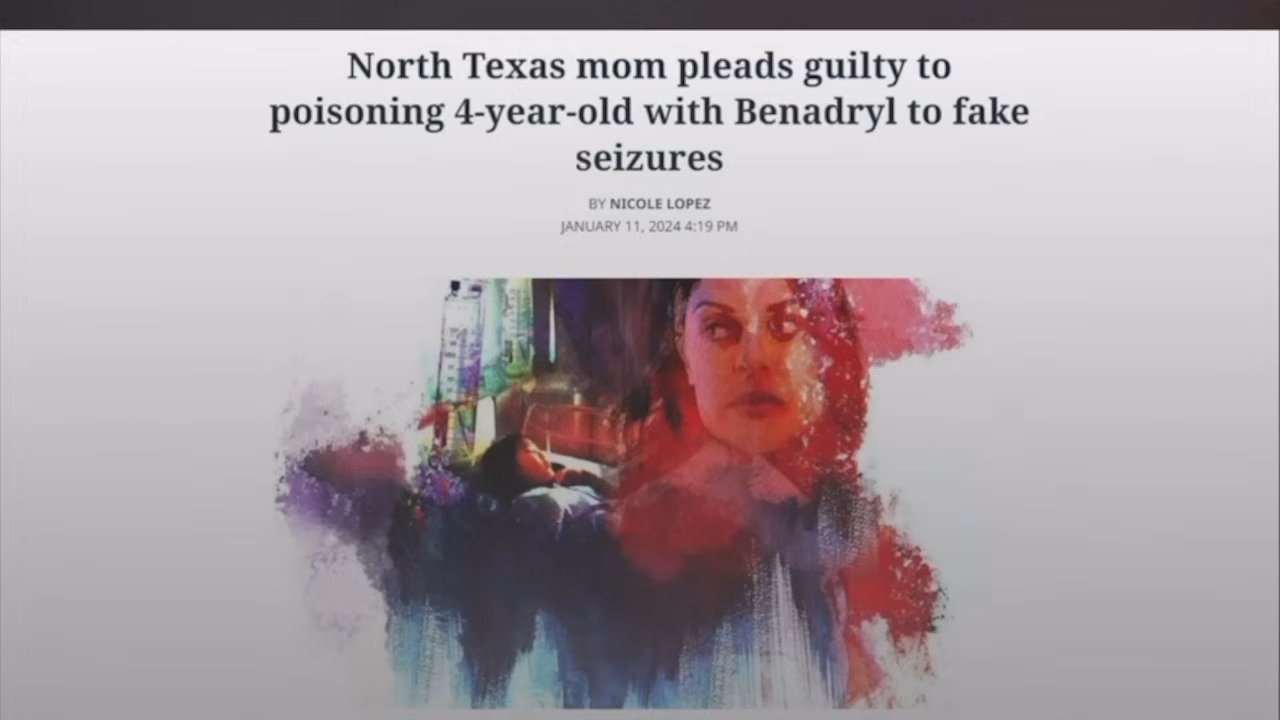 North Texas mom pleads guilty to
poisoning 4-year-old with Benadryl to fake
seizures
BY NICOLE LOPEZ
JANUARY 11, 2024 4:19 PM